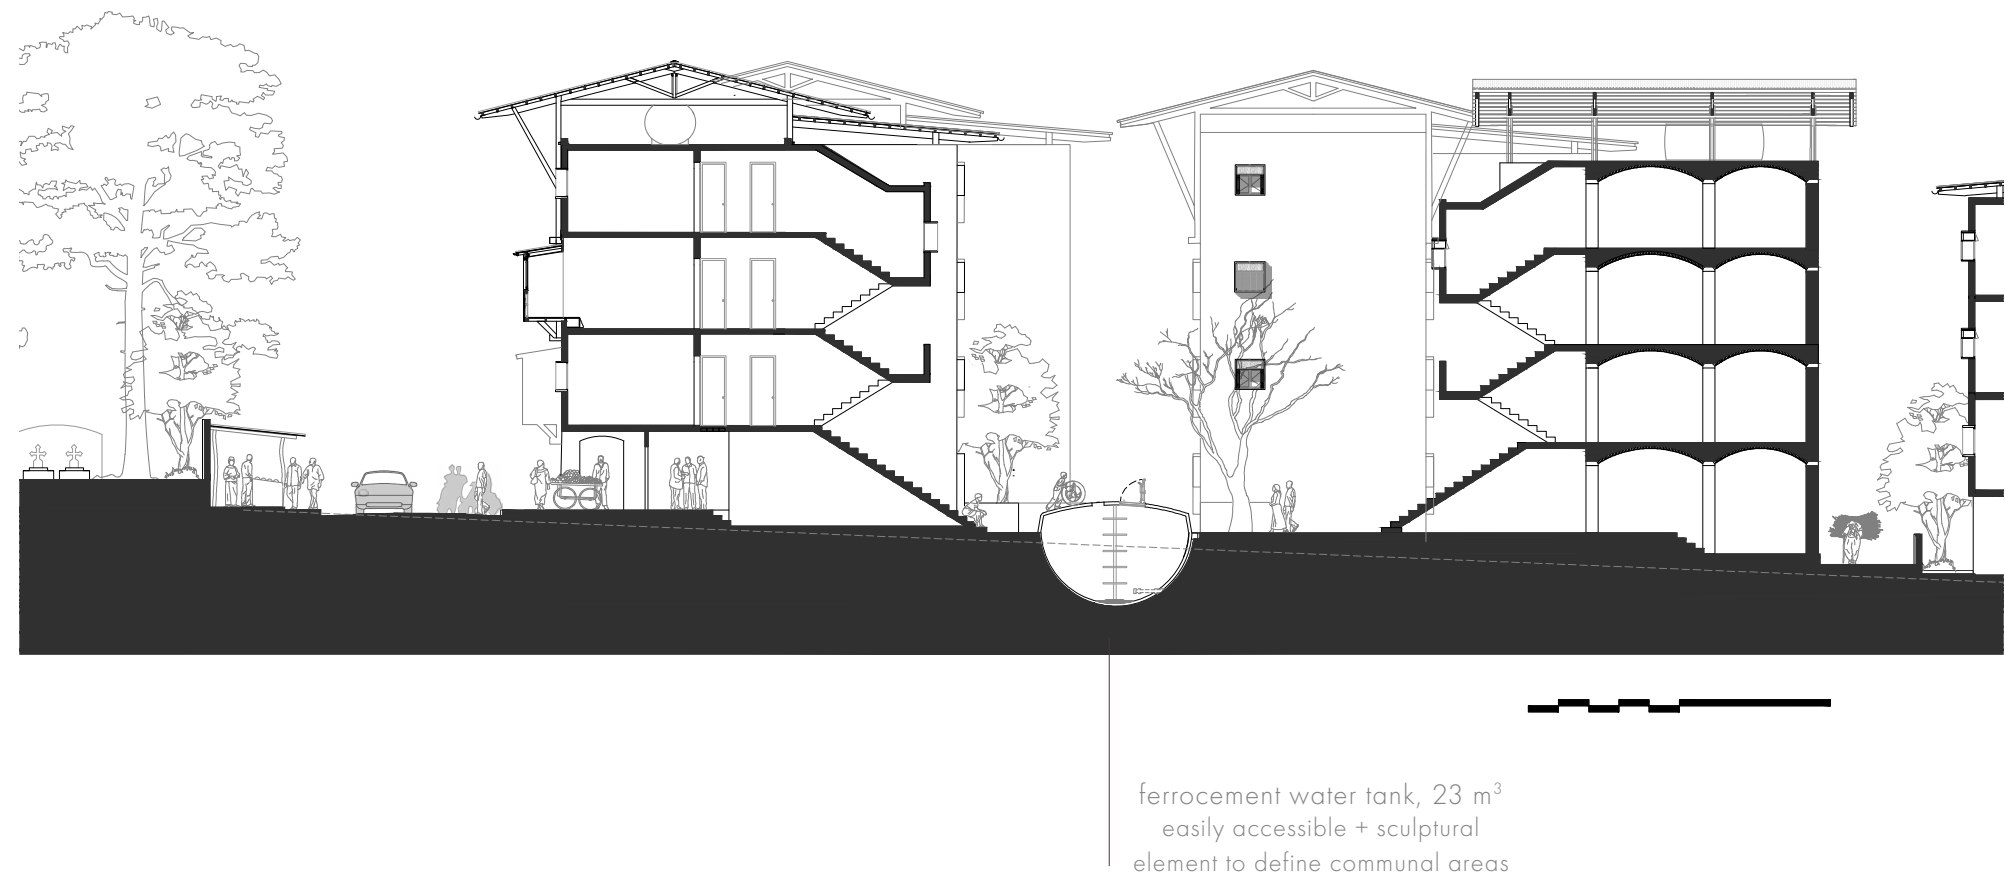 ferrocement water tank, 23 m³
easily accessible + sculptural
element to define communal areas